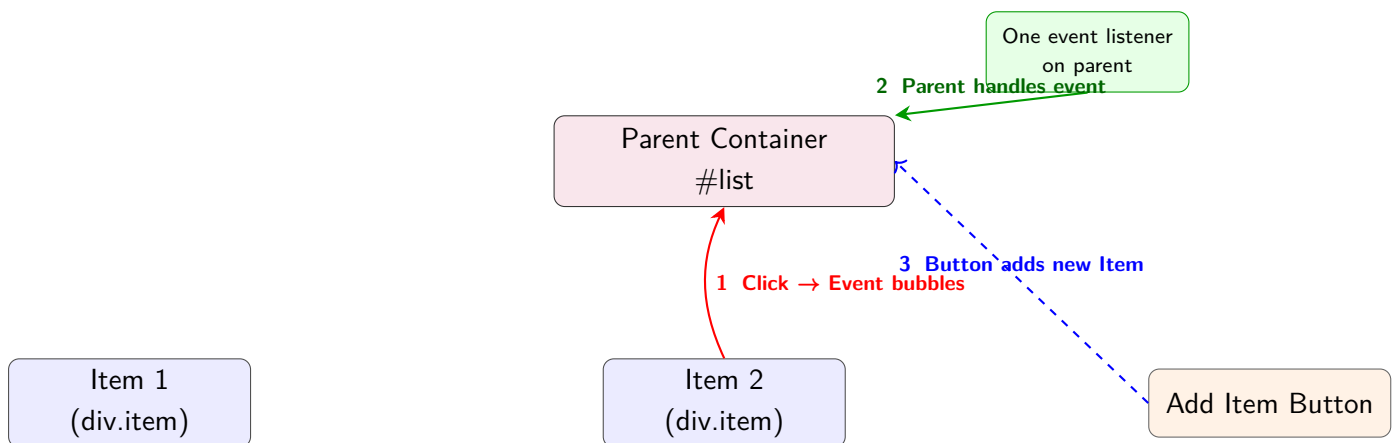 One event listener
on parent
2 Parent handles event
Parent Container
#list
3 Button adds new Item
1 Click → Event bubbles
Item 1
(div.item)
Item 2
(div.item)
Add Item Button